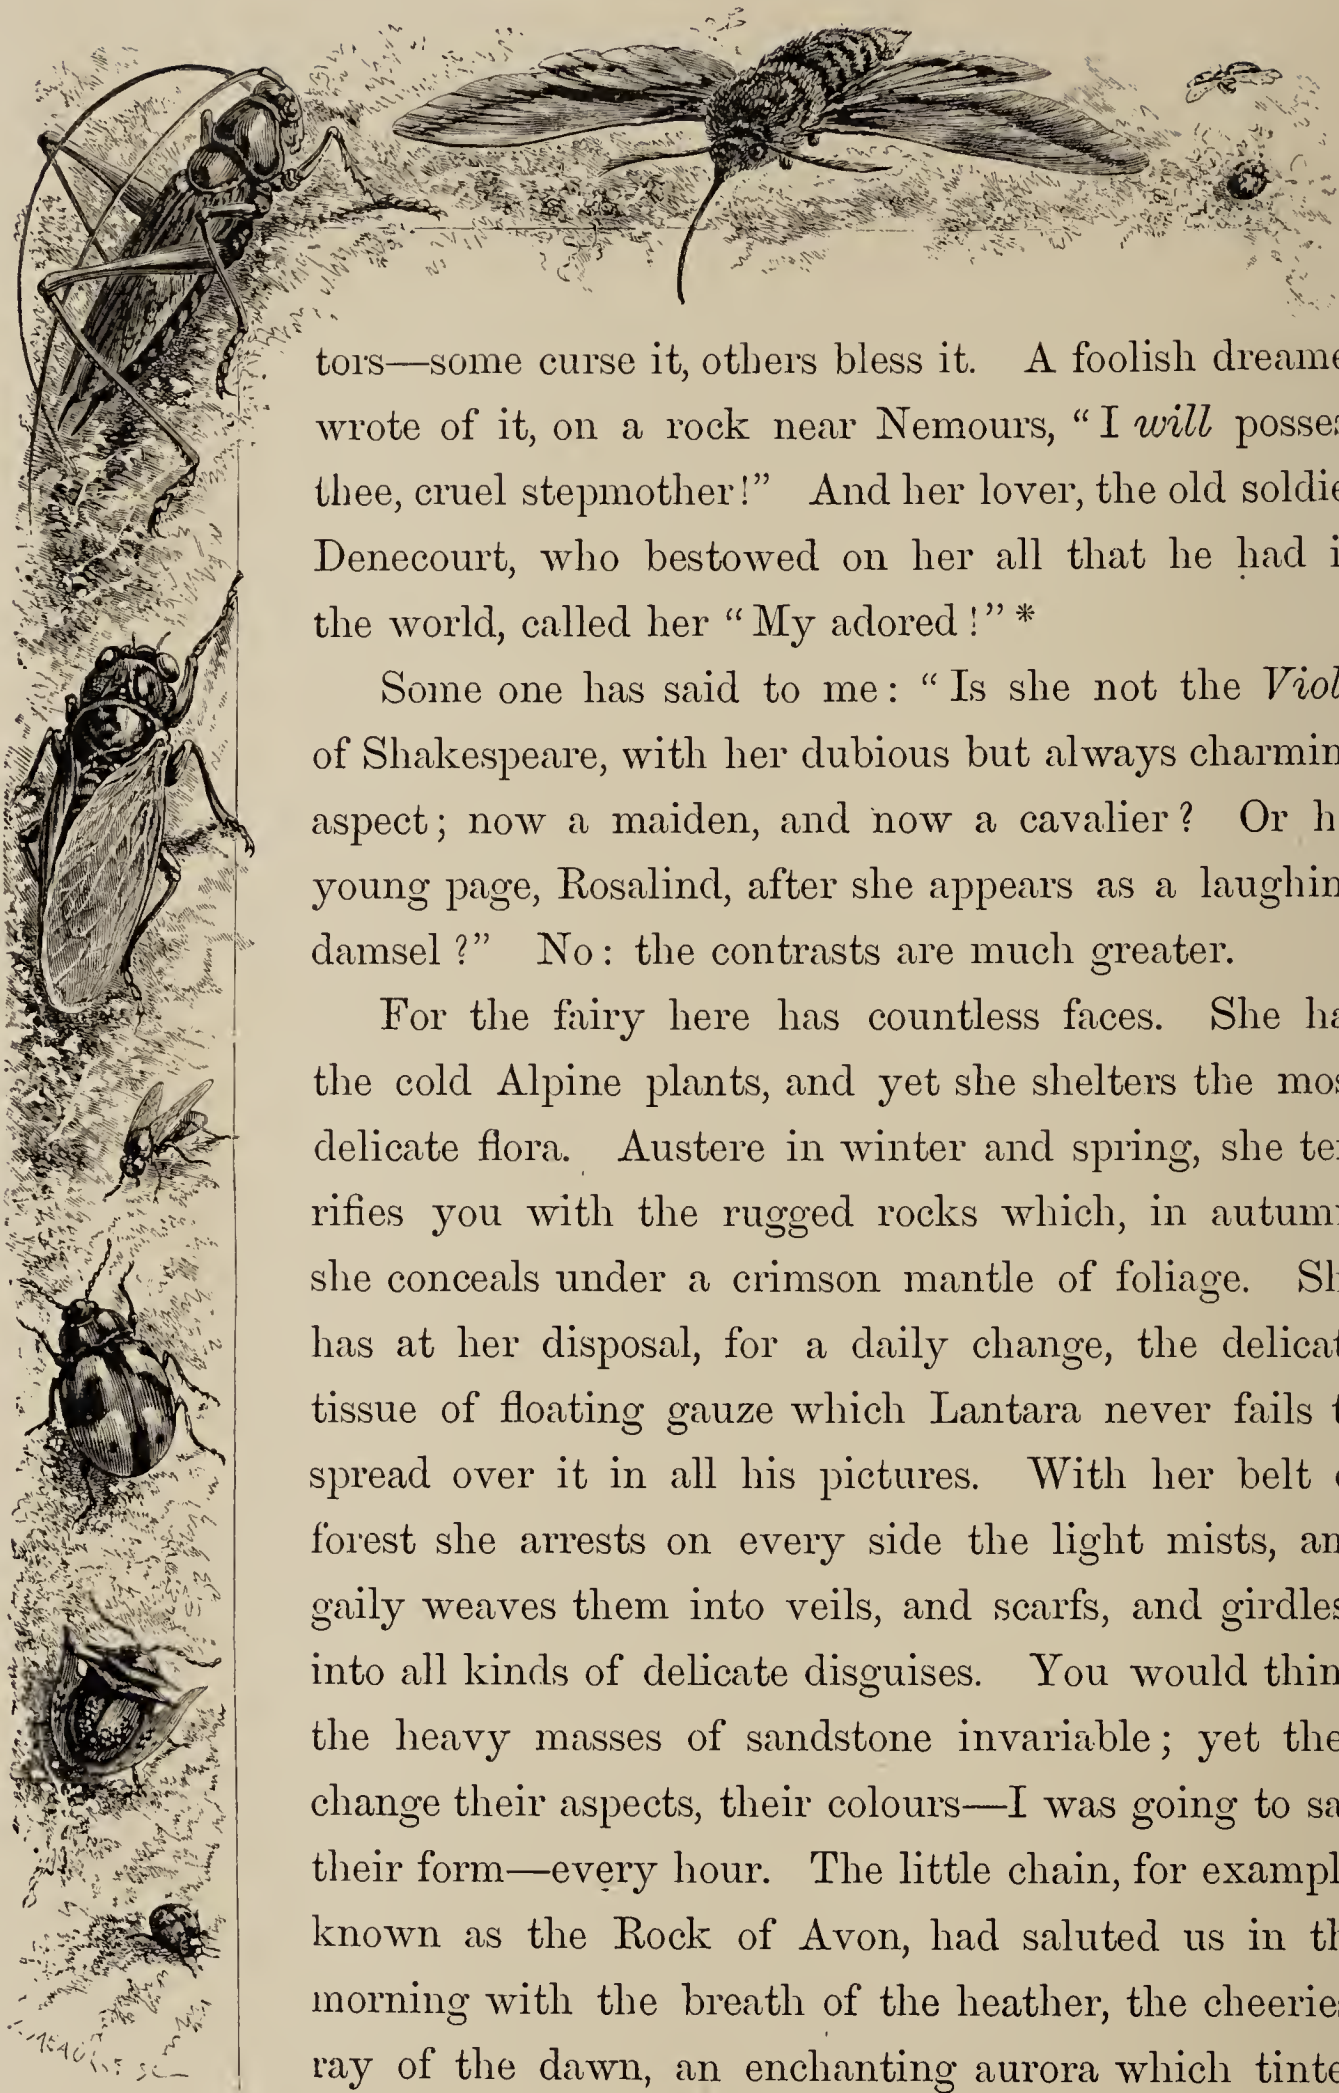 tors—some curse it, others bless it. A foolish dreame
wrote of it, on a rock near Nemours, “I will posses
thee, cruel stepmother!” And her lover, the old soldie
Denecourt, who bestowed on her all that he had i
the world, called her “My adored!” *
Some one has said to me: “Is she not the Viol
of Shakespeare, with her dubious but always charmin
aspect; now a maiden, and now a cavalier? Or h
young page, Rosalind, after she appears as a laughin
damsel?” No: the contrasts are much greater.
For the fairy here has countless faces. She ha
the cold Alpine plants, and yet she shelters the mos
delicate flora. Austere in winter and spring, she ter
rifies you with the rugged rocks which, in autum
she conceals under a crimson mantle of foliage. Sh
has at her disposal, for a daily change, the delicat
tissue of floating gauze which Lantara never fails t
spread over it in all his pictures. With her belt o
forest she arrests on every side the light mists, an
gaily weaves them into veils, and scarfs, and girdles
into all kinds of delicate disguises. You would thin
the heavy masses of sandstone invariable; yet the
change their aspects, their colours—I was going to sa
their form—every hour. The little chain, for exampl
known as the Rock of Avon, had saluted us in th
morning with the breath of the heather, the cheeries
ray of the dawn, an enchanting aurora which tinte